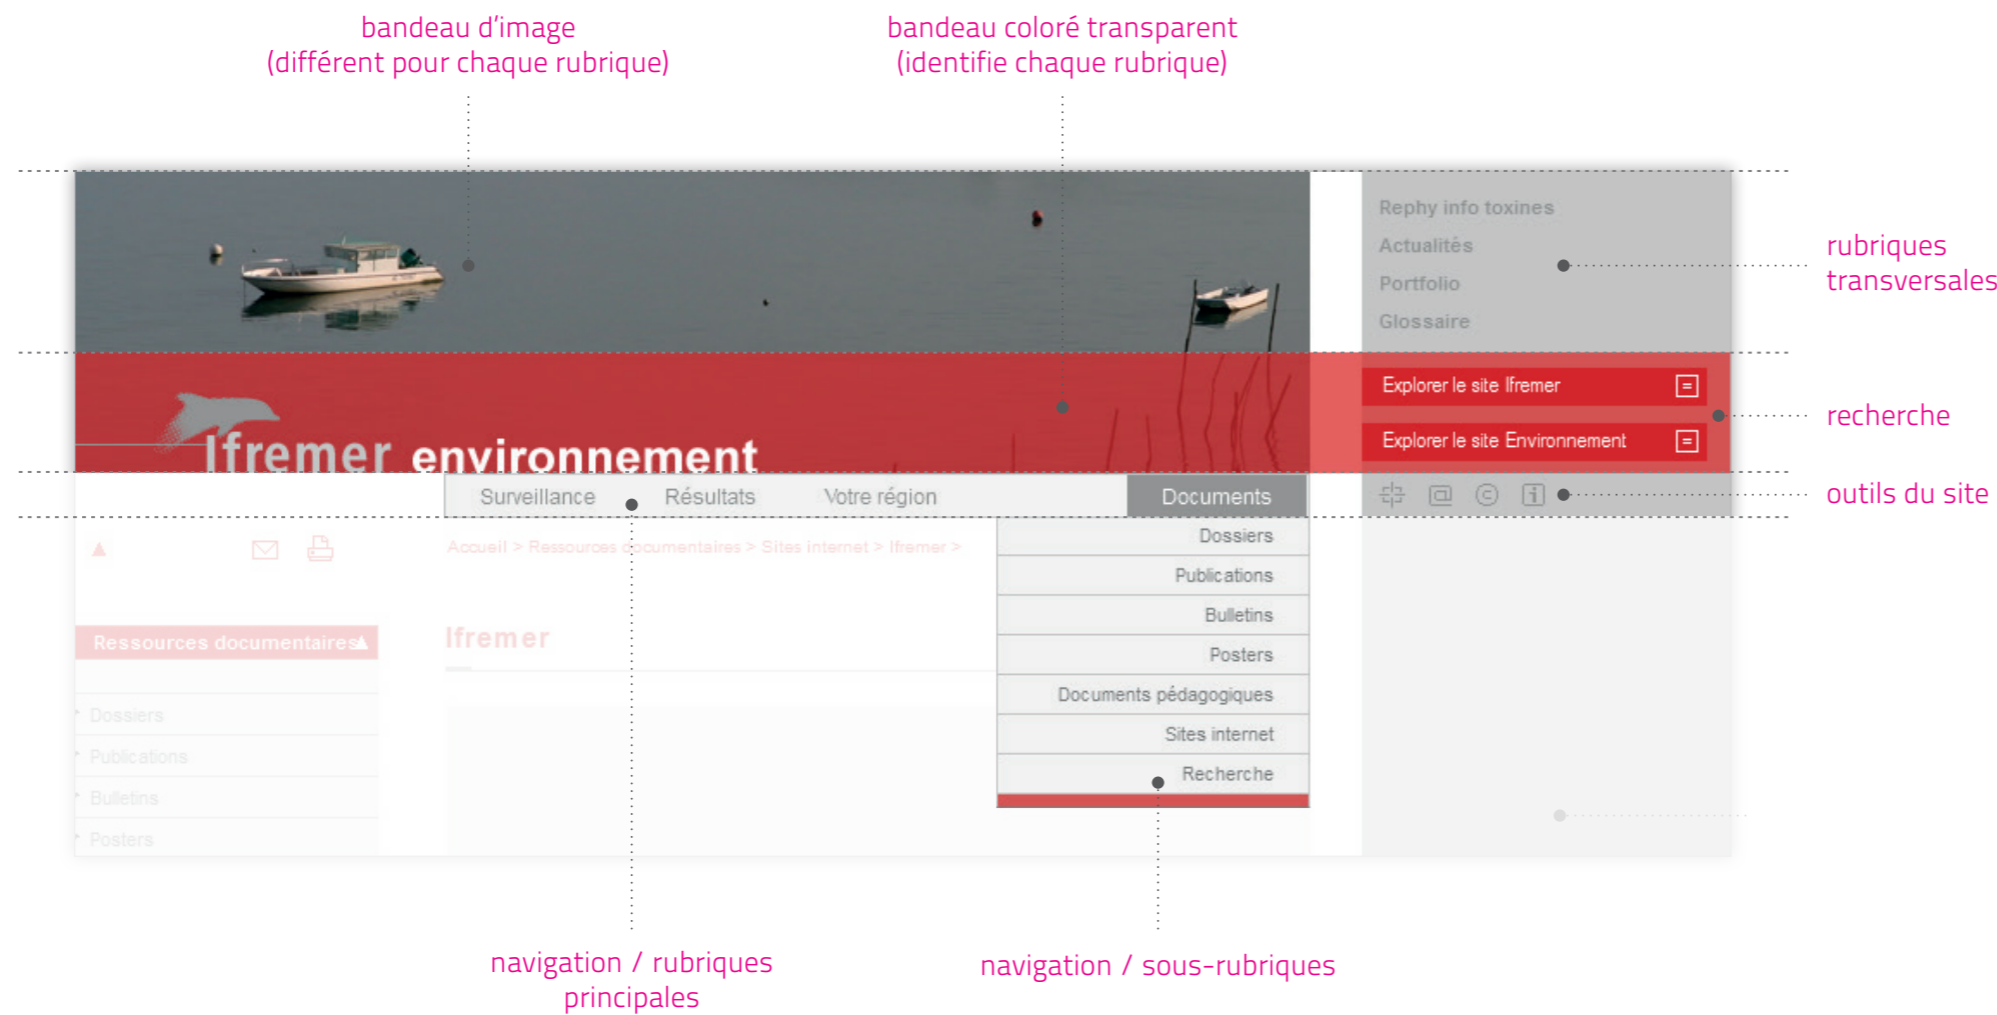 bandeau d’image
(différent pour chaque rubrique)
bandeau coloré transparent
(identifie chaque rubrique)
Rephy info toxines
Actualités
Portfolio
Glossaire
rubriques
transversales
Explorer le site Ifremer
Explorer le site Environnement
recherche
Ifremer environnement
Surveillance
Résultats
Votre région
Documents
@ © i
outils du site
Accueil > Ressources documentaires > Sites internet > Ifremer >
Dossiers
Publications
Bulletins
Posters
Documents pédagogiques
Sites internet
Recherche
Ressources documentaires
Ifremer
Dossiers
Publications
Bulletins
Posters
navigation / rubriques
principales
navigation / sous-rubriques